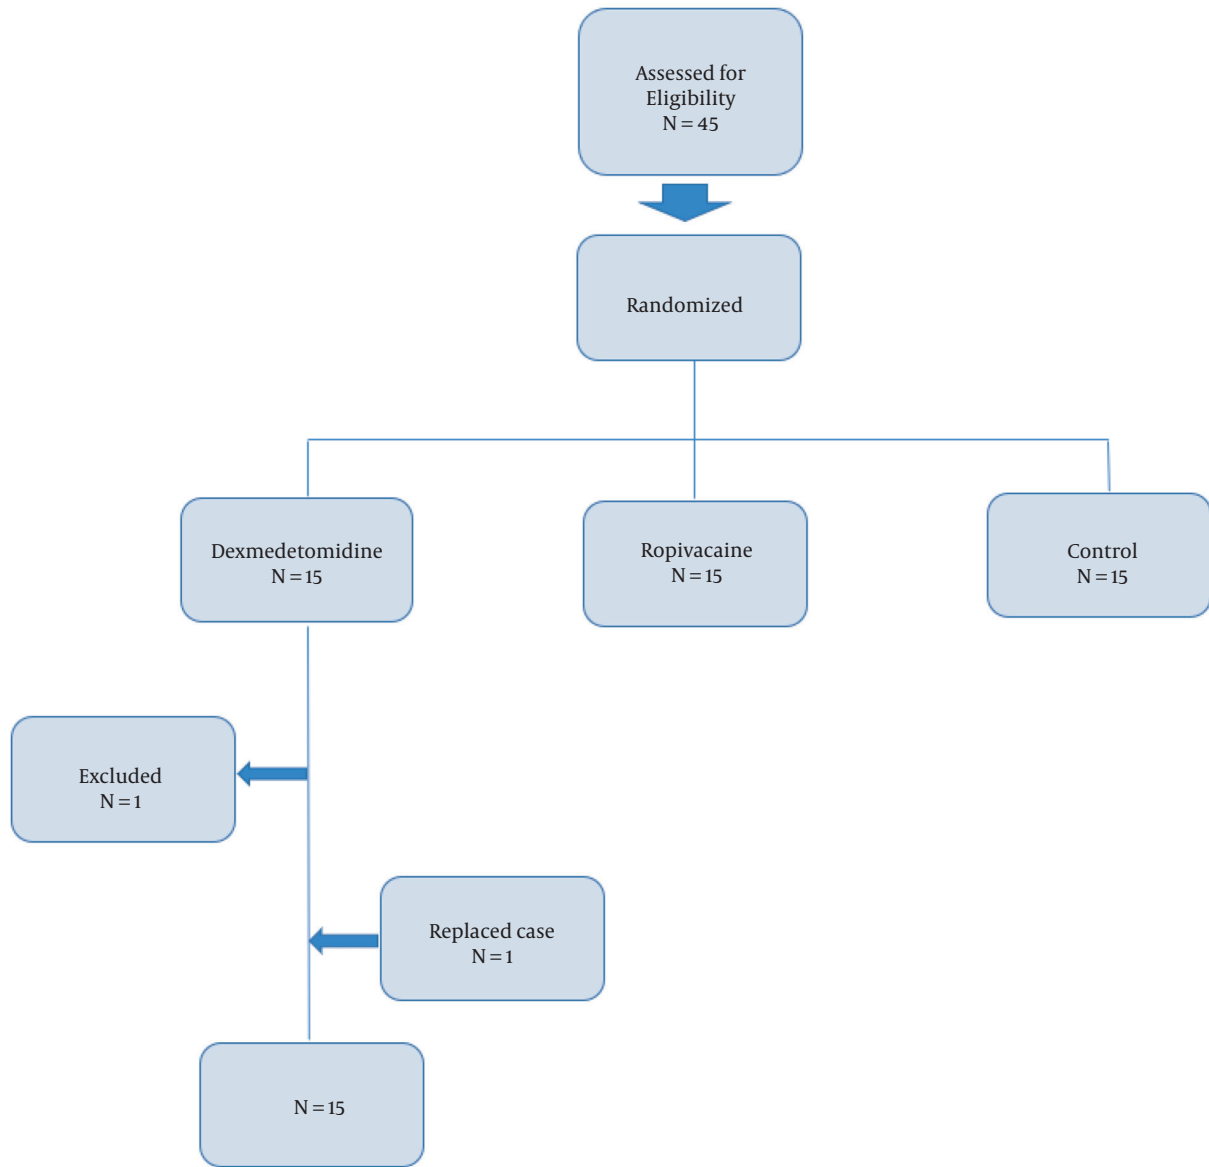 Assessed for
Eligibility
N = 45
Randomized
Dexmedetomidine
N = 15
Ropivacaine
N = 15
Control
N = 15
Excluded
N = 1
Replaced case
N = 1
N = 15